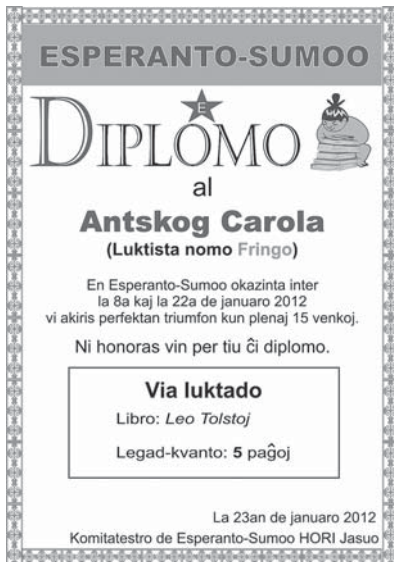 ESPERANTO-SUMOO
E
DIPLOMO
al
Antskog Carola
(Luktista nomo Fringo)
En Esperanto-Sumoo okazinta inter
la 8a kaj la 22a de januaro 2012
vi akiris perfektan triumfon kun plenaj 15 venkoj.
Ni honoras vin per tiu ĉi diplomo.
Via luktado
Libro: Leo Tolstoj
Legad-kvanto: 5 paĝoj
La 23an de januaro 2012
Komitatestro de Esperanto-Sumoo HORI Jasuo